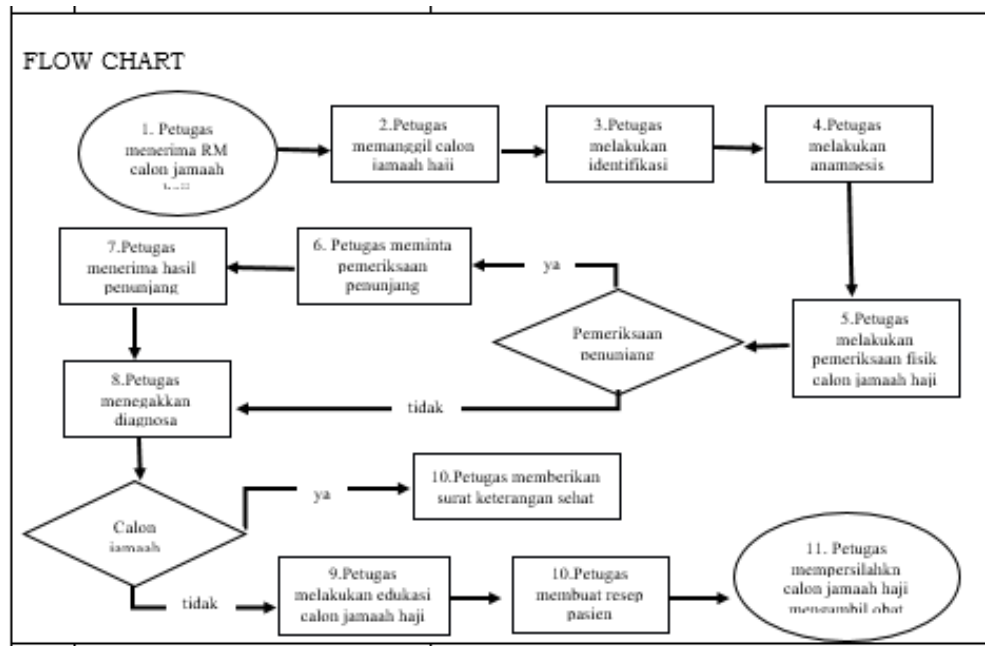 FLOW CHART
1. Petugas
menerima RM
calon jamaah
2.Petugas
memanggil calon
jamaah haji
3.Petugas
melakukan
identifikasi
4.Petugas
melakukan
anamnesis
5.Petugas
melakukan
pemeriksaan fisik
calon jamaah haji
Pemeriksaan
penunjang
ya
6. Petugas meminta
pemeriksaan
penunjang
7.Petugas
menerima hasil
penunjang
tidak
8.Petugas
menegakkan
diagnosa
Calon
jamaah
ya
10.Petugas memberikan
surat keterangan sehat
tidak
9.Petugas
melakukan edukasi
calon jamaah haji
10.Petugas
membuat resep
pasien
11. Petugas
mempersilahkn
calon jamaah haji
mengambil obat